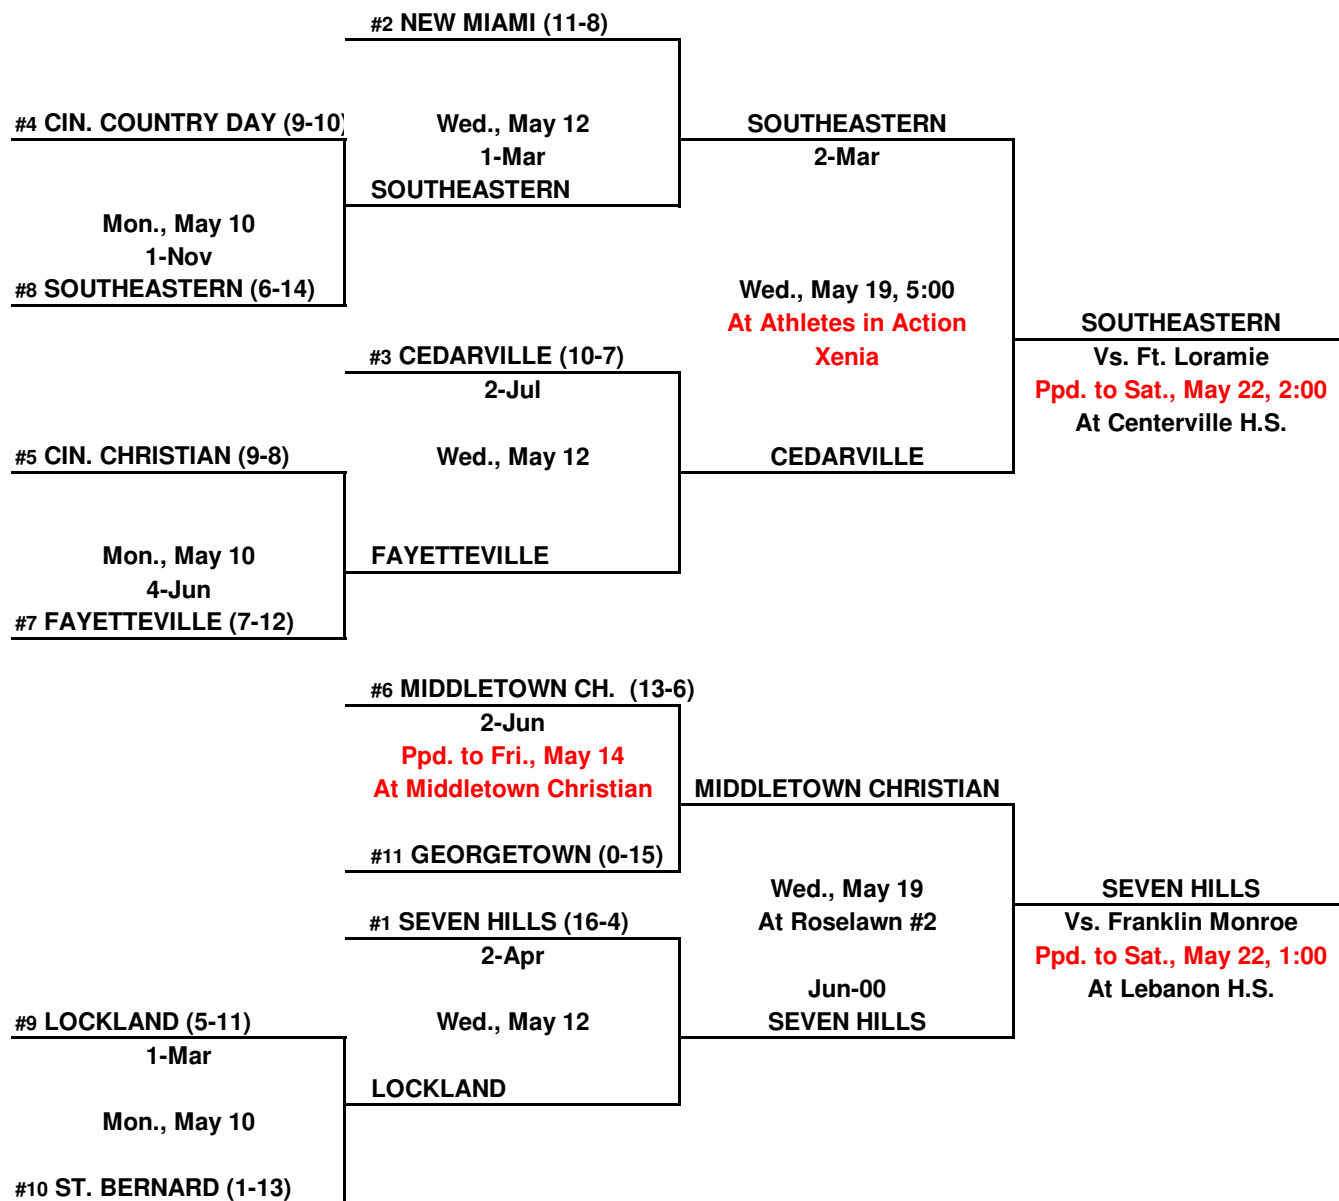 #2 NEW MIAMI (11-8)
#4 CIN. COUNTRY DAY (9-10)
Wed., May 12
1-Mar
SOUTHEASTERN
SOUTHEASTERN
2-Mar
Mon., May 10
1-Nov
#8 SOUTHEASTERN (6-14)
Wed., May 19, 5:00
At Athletes in Action
Xenia
SOUTHEASTERN
Vs. Ft. Loramie
Ppd. to Sat., May 22, 2:00
At Centerville H.S.
#3 CEDARVILLE (10-7)
2-Jul
#5 CIN. CHRISTIAN (9-8)
Wed., May 12
CEDARVILLE
Mon., May 10
4-Jun
#7 FAYETTEVILLE (7-12)
FAYETTEVILLE
#6 MIDDLETOWN CH. (13-6)
2-Jun
Ppd. to Fri., May 14
At Middletown Christian
MIDDLETOWN CHRISTIAN
#11 GEORGETOWN (0-15)
Wed., May 19
At Roselawn #2
SEVEN HILLS
Vs. Franklin Monroe
Ppd. to Sat., May 22, 1:00
At Lebanon H.S.
#1 SEVEN HILLS (16-4)
2-Apr
Jun-00
SEVEN HILLS
#9 LOCKLAND (5-11)
Wed., May 12
1-Mar
LOCKLAND
Mon., May 10
#10 ST. BERNARD (1-13)